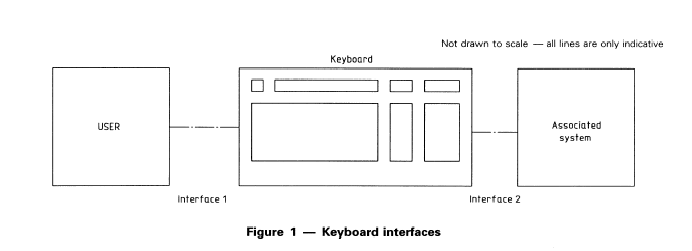 Not drawn to scale — all lines are only indicative
Keyboard
USER
Associated
system
Interface 1
Interface 2
Figure 1 — Keyboard interfaces